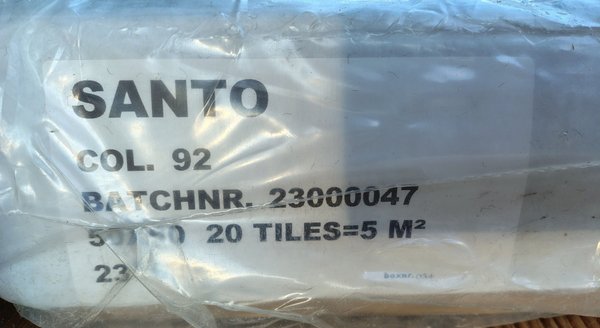 SANTO
COL. 92
BATCHNR. 23000047
20 TILES=5 M²
23